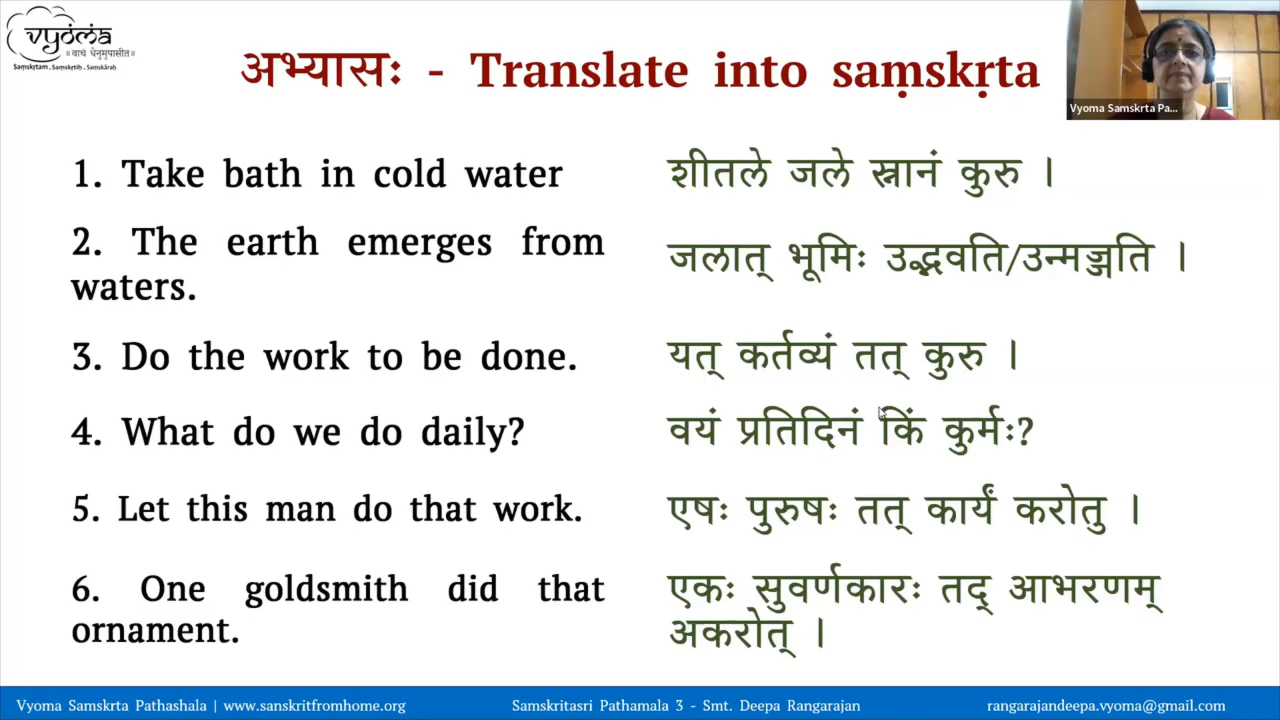 vyoma
॥ वाचं धेनुमुपासीत ॥
Saṃskṛtam . Saṃskṛtiḥ . Saṃskāraḥ
अभ्यासः - Translate into saṃskṛta
Vyoma Samskrta Pa...
1. Take bath in cold water शीतले जले स्नानं कुरु ।
2. The earth emerges from
waters.
जलात् भूमिः उद्भवति/उन्मज्जति ।
3. Do the work to be done. यत् कर्तव्यं तत् कुरु ।
4. What do we do daily? वयं प्रतिदिनं किं कुर्मः?
5. Let this man do that work. एषः पुरुषः तत् कार्यं करोतु ।
6. One goldsmith did that
ornament.
एकः सुवर्णकारः तद् आभरणम्
अकरोत् ।
Vyoma Samskrta Pathashala | www.sanskritfromhome.org Samskritasri Pathamala 3 - Smt. Deepa Rangarajan rangarajandeepa.vyoma@gmail.com